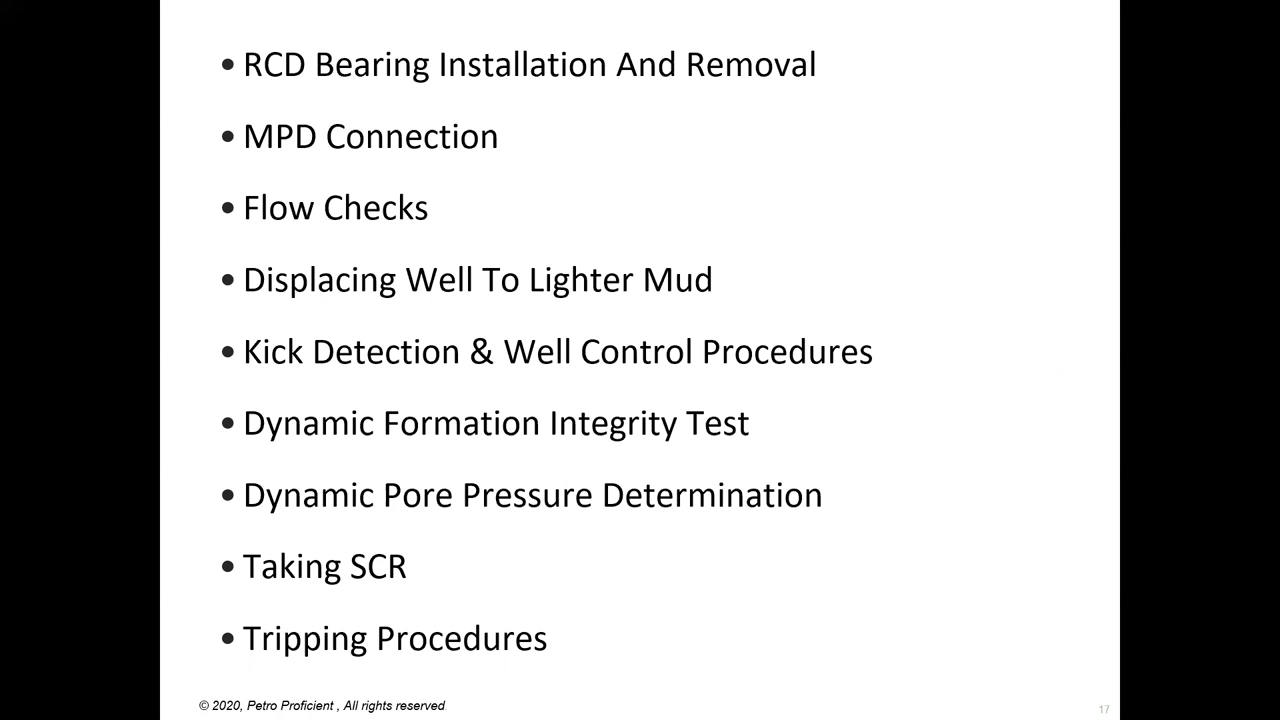 • RCD Bearing Installation And Removal
• MPD Connection
• Flow Checks
• Displacing Well To Lighter Mud
• Kick Detection & Well Control Procedures
• Dynamic Formation Integrity Test
• Dynamic Pore Pressure Determination
• Taking SCR
• Tripping Procedures
© 2020, Petro Proficient , All rights reserved
17